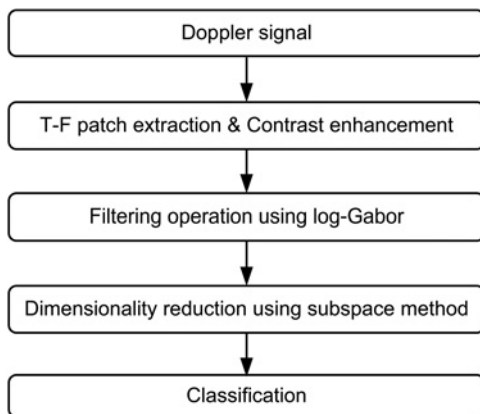 Doppler signal
T-F patch extraction & Contrast enhancement
Filtering operation using log-Gabor
Dimensionality reduction using subspace method
Classification